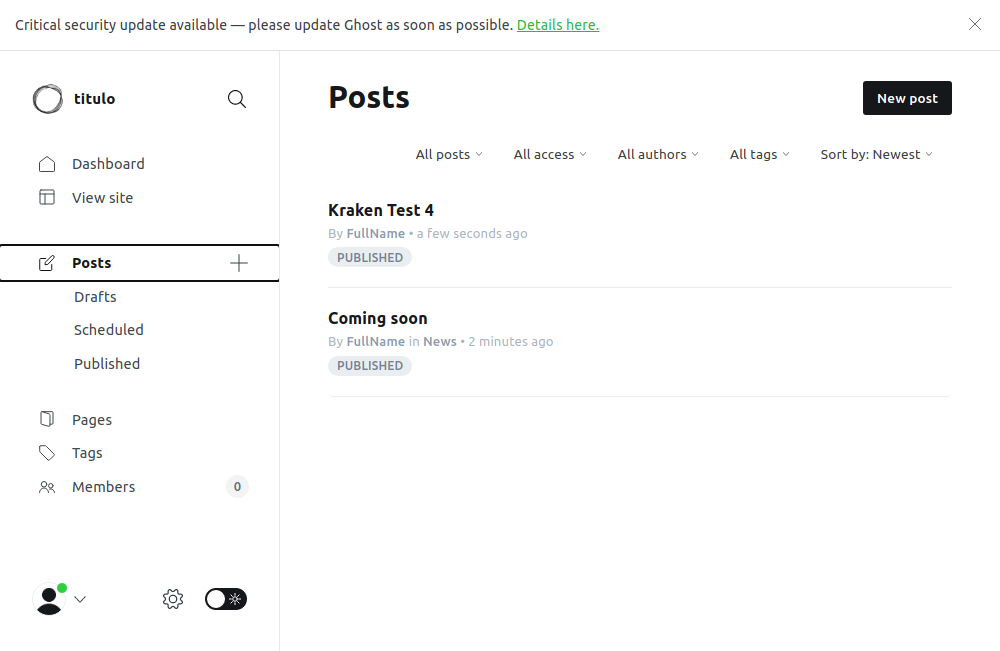 Critical security update available — please update Ghost as soon as possible. Details here.
titulo
Dashboard
View site
Posts
Drafts
Scheduled
Published
Pages
Tags
Members 0
Posts
New post
All posts All access All authors All tags Sort by: Newest
Kraken Test 4
By FullName • a few seconds ago
PUBLISHED
Coming soon
By FullName in News • 2 minutes ago
PUBLISHED